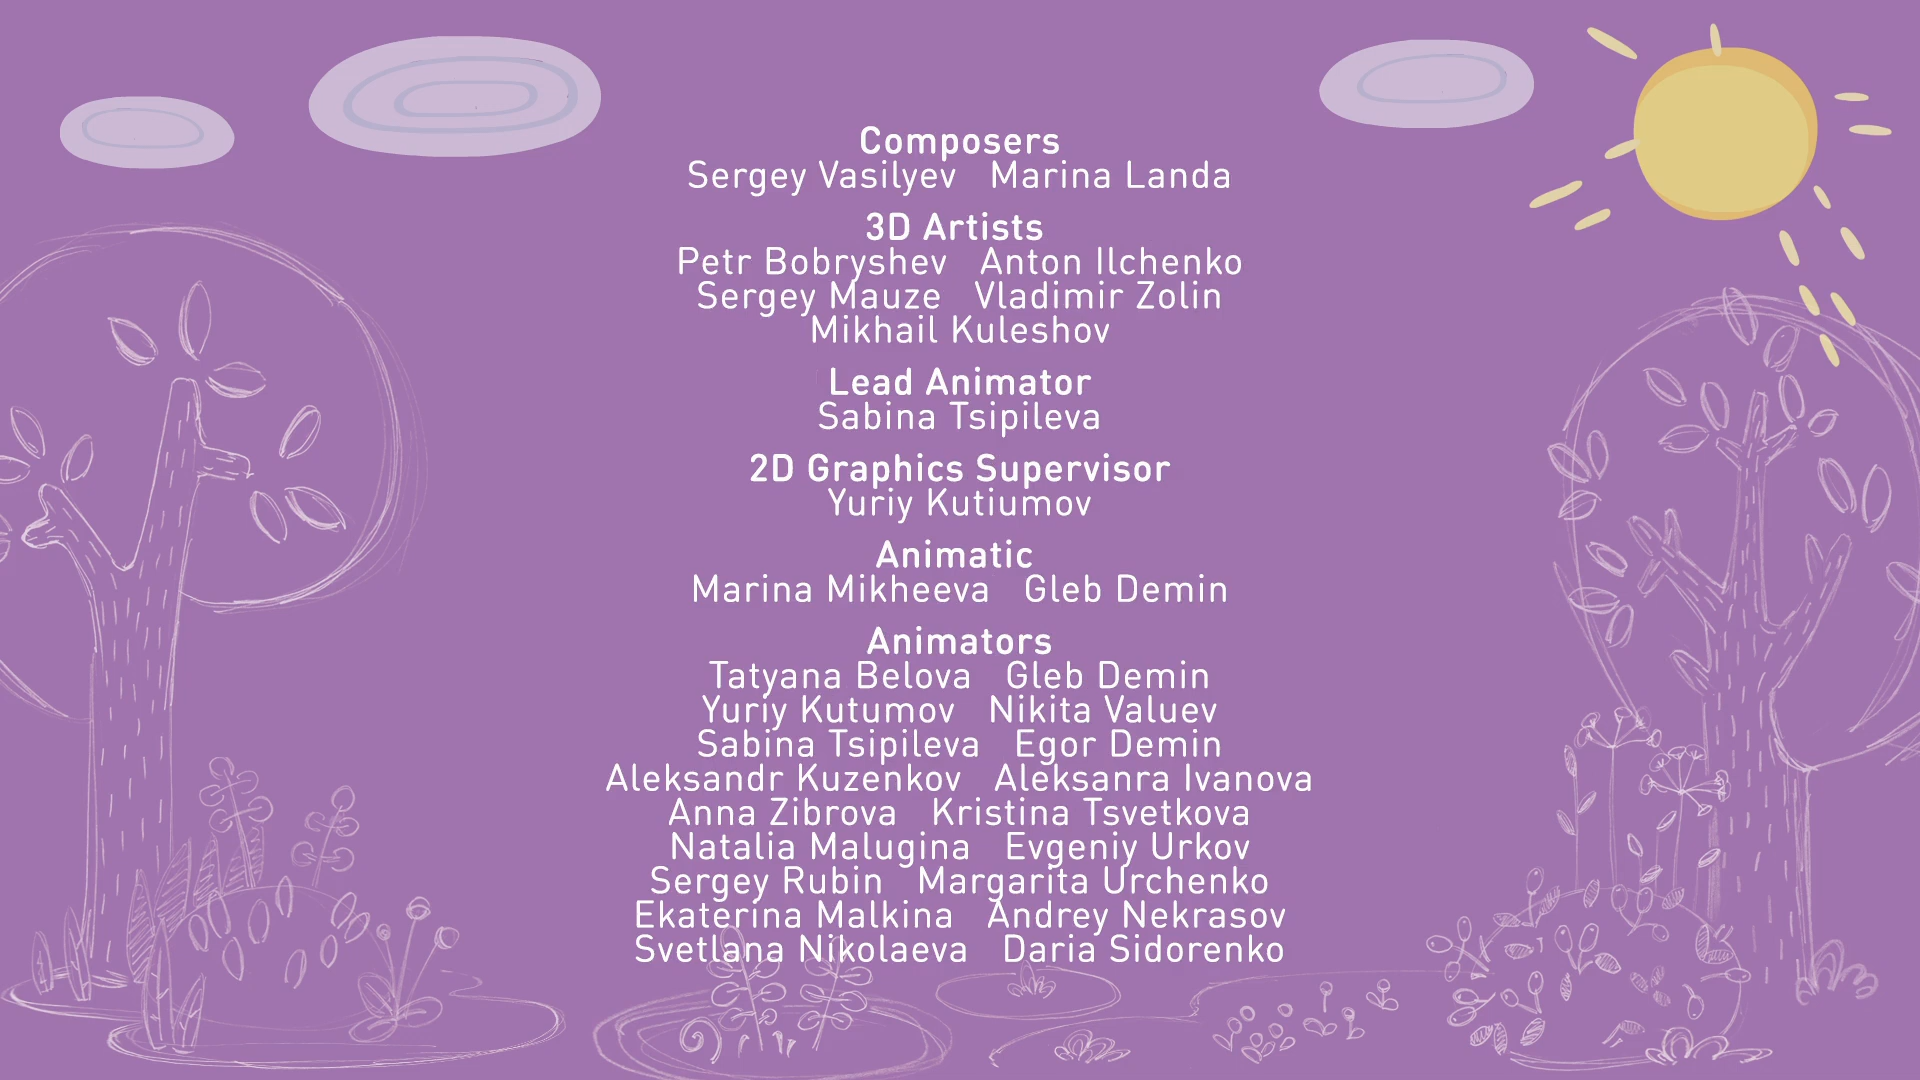 Composers
Sergey Vasilyev Marina Landa
3D Artists
Petr Bobryshev Anton Ilchenko
Sergey Mauze Vladimir Zolin
Mikhail Kuleshov
Lead Animator
Sabina Tsipileva
2D Graphics Supervisor
Yuriy Kutiumov
Animatic
Marina Mikheeva Gleb Demin
Animators
Tatyana Belova Gleb Demin
Yuriy Kutumov Nikita Valuev
Sabina Tsipileva Egor Demin
Aleksandr Kuzenkov Aleksanra Ivanova
Anna Zibrova Kristina Tsvetkova
Natalia Malugina Evgeniy Urkov
Sergey Rubin Margarita Urchenko
Ekaterina Malkina Andrey Nekrasov
Svetlana Nikolaeva Daria Sidorenko